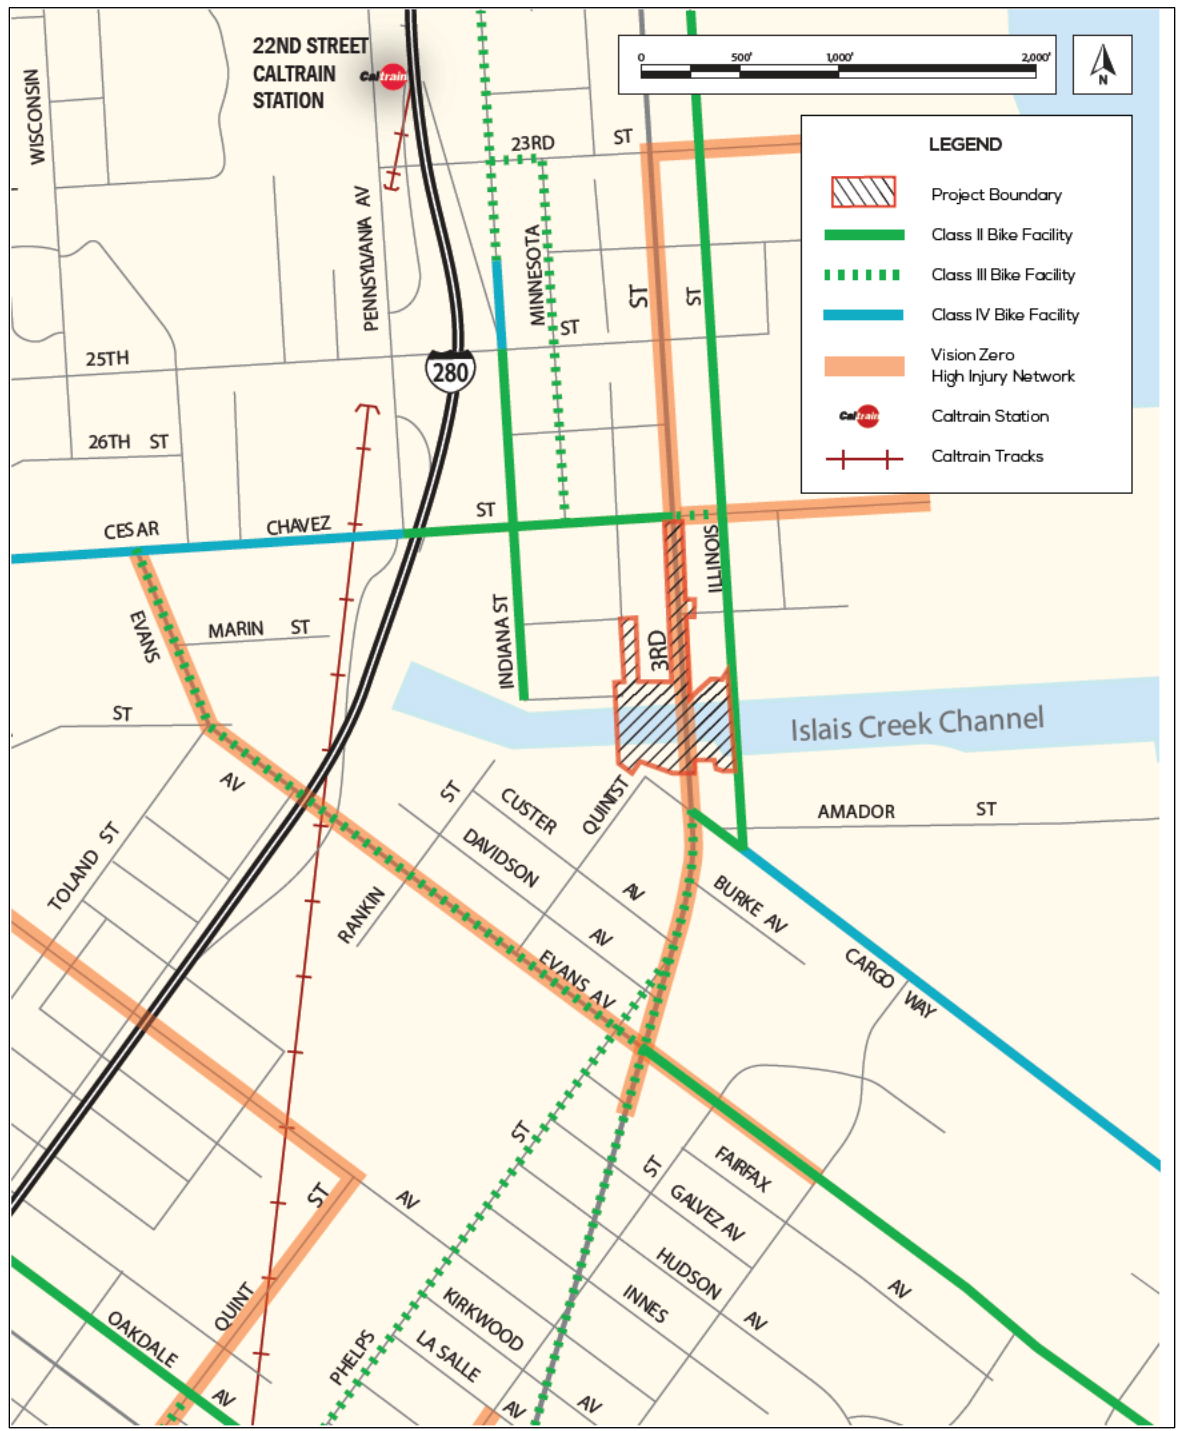 22ND STREET
CALTRAIN
STATION
Caltrain
0 500' 1,000' 2,000'
N
LEGEND
Project Boundary
Class II Bike Facility
Class III Bike Facility
Class IV Bike Facility
Vision Zero
High Injury Network
Caltrain
Caltrain Station
Caltrain Tracks
WISCONSIN
23RD ST
PENNSYLVANIA AV
MINNESOTA
ST
ST
ST
25TH
280
26TH ST
CESAR CHAVEZ ST
ILLINOIS
EVANS
MARIN ST
INDIANA ST
3RD
ST
Islais Creek Channel
AV
ST
CUSTER
QUINT ST
AMADOR ST
DAVIDSON
TOLAND ST
RANKIN
AV
BURKE AV
AV
EVANS AV
CARGO WAY
ST
ST
FAIRFAX
ST
AV
GALVEZ AV
HUDSON
AV
INNES
AV
KIRKWOOD
QUINT
OAKDALE
LA SALLE
PHELPS
AV
AV
AV